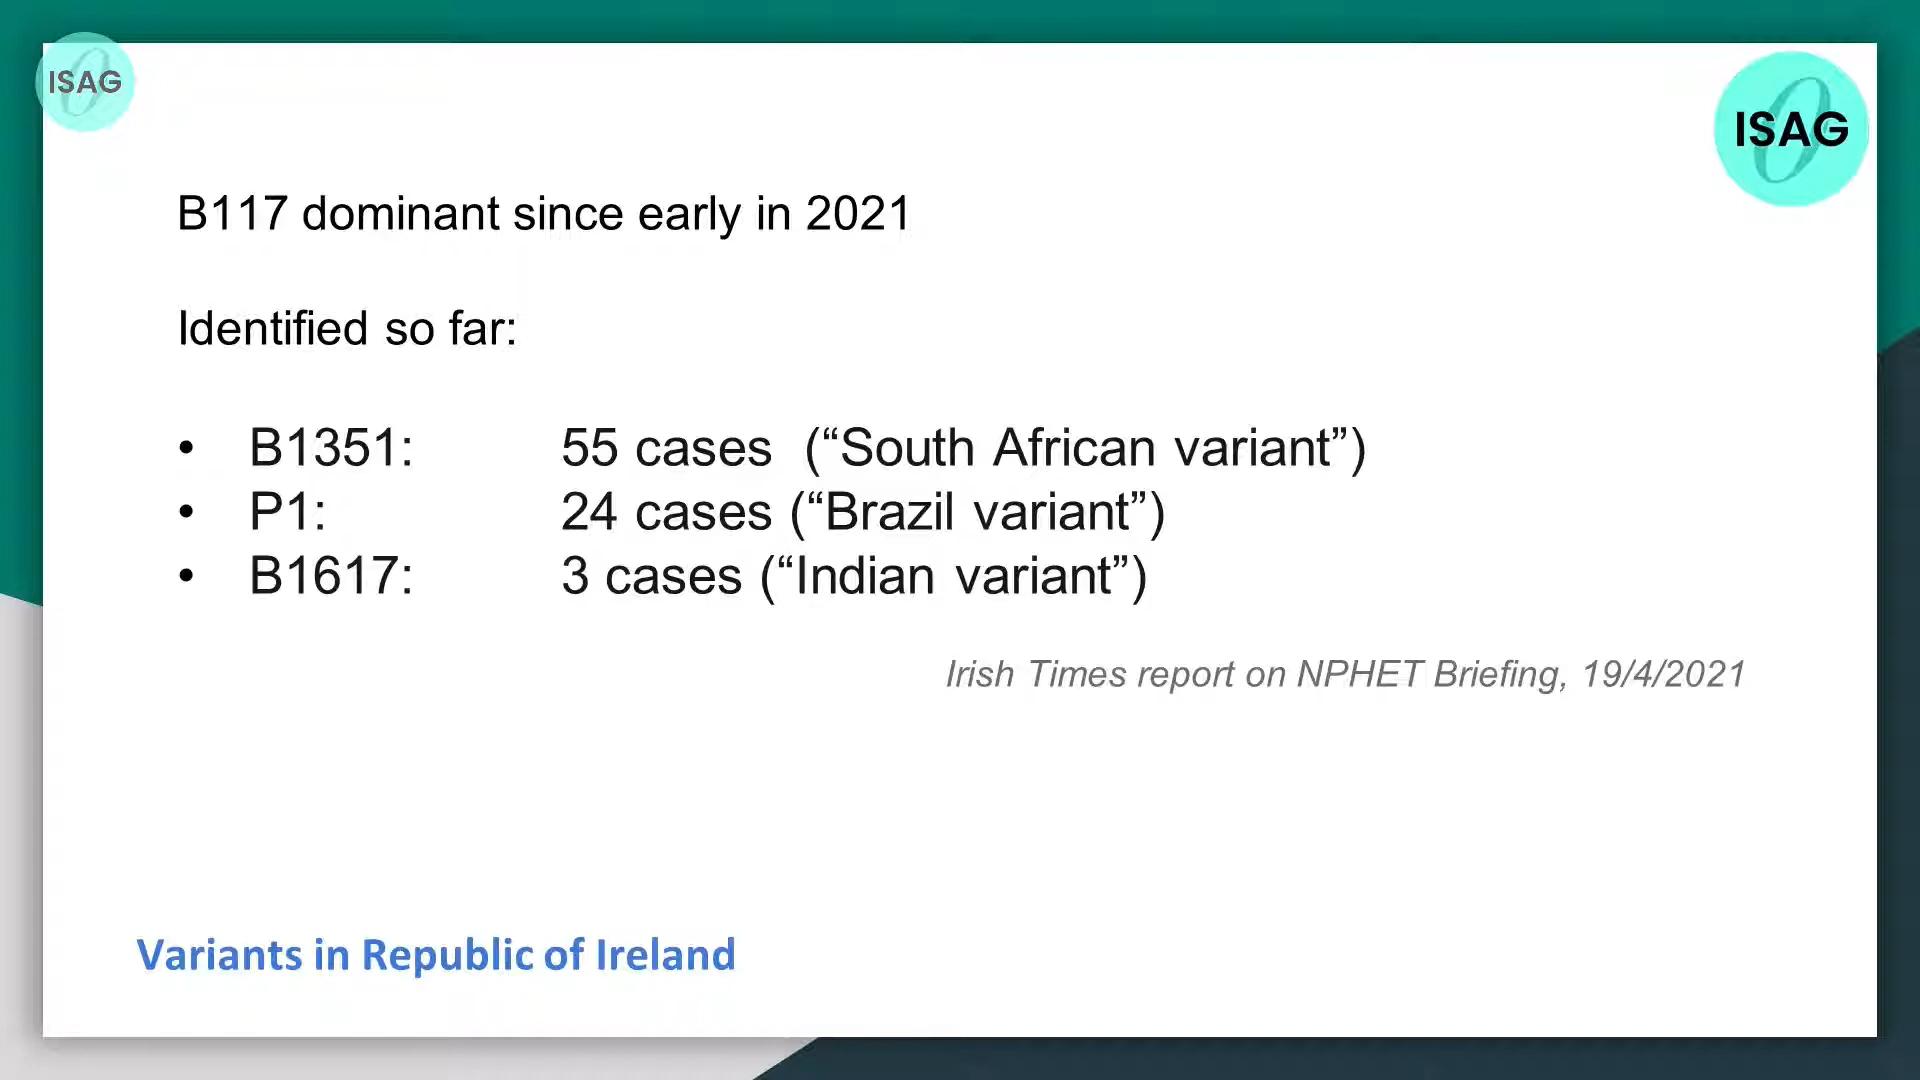 ISAG
ISAG
B117 dominant since early in 2021
Identified so far:
• B1351: 55 cases (“South African variant”)
• P1: 24 cases (“Brazil variant”)
• B1617: 3 cases (“Indian variant”)
Irish Times report on NPHET Briefing, 19/4/2021
Variants in Republic of Ireland